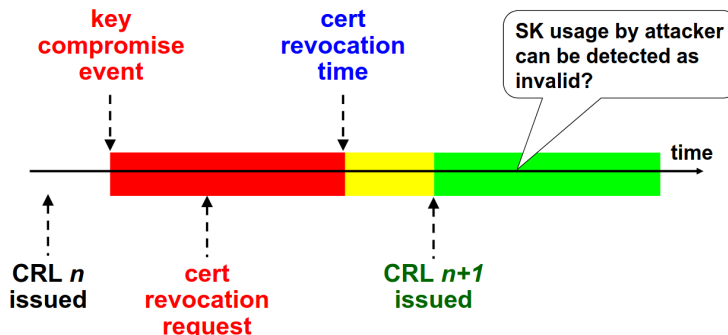 key
compromise
event
cert
revocation
time
SK usage by attacker
can be detected as
invalid?
time
CRL n
issued
cert
revocation
request
CRL n+1
issued